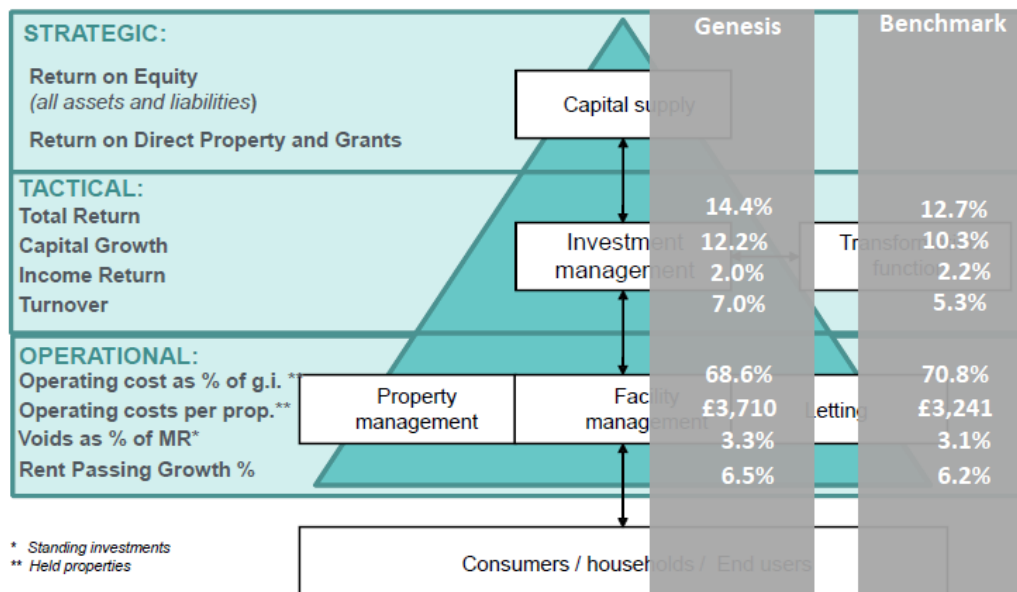 Genesis
Benchmark
STRATEGIC:
Return on Equity
(all assets and liabilities)
Return on Direct Property and Grants
Capital supply
TACTICAL:
Total Return 14.4% 12.7%
Capital Growth 12.2% 10.3%
Income Return 2.0% 2.2%
Turnover 7.0% 5.3%
Investment
management
function
OPERATIONAL:
Operating cost as % of g.i. ** 68.6% 70.8%
Operating costs per prop.** £3,710 £3,241
Voids as % of MR* 3.3% 3.1%
Rent Passing Growth % 6.5% 6.2%
Property
management
Facility
management
Letting
* Standing investments
** Held properties
Consumers / households / End users